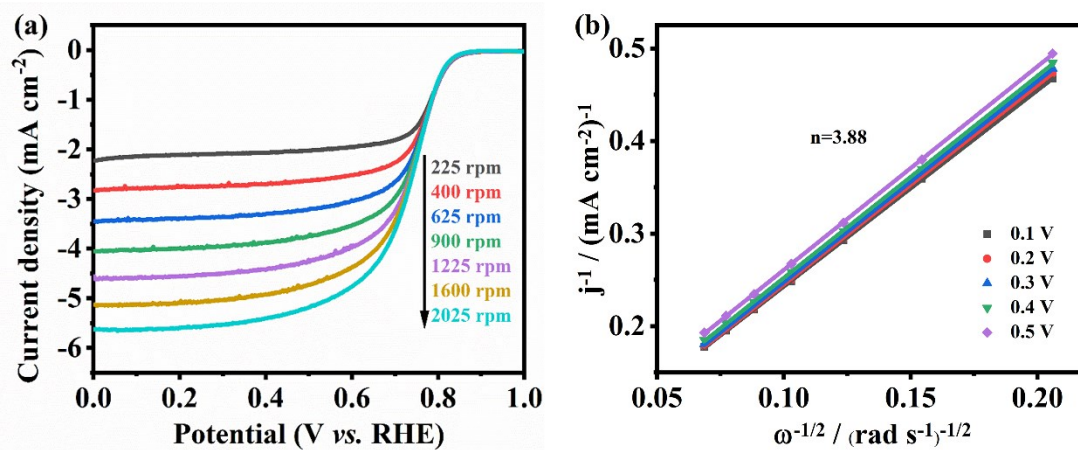 (a)
Current density (mA cm⁻²)
0
-1
-2
-3
-4
-5
-6
225 rpm
400 rpm
625 rpm
900 rpm
1225 rpm
1600 rpm
2025 rpm
0.0 0.2 0.4 0.6 0.8 1.0
Potential (V vs. RHE)
(b)
j⁻¹ / (mA cm⁻²)⁻¹
0.5
0.4
0.3
0.2
n=3.88
0.1 V
0.2 V
0.3 V
0.4 V
0.5 V
0.05 0.10 0.15 0.20
ω⁻¹/² / (rad s⁻¹)⁻¹/²